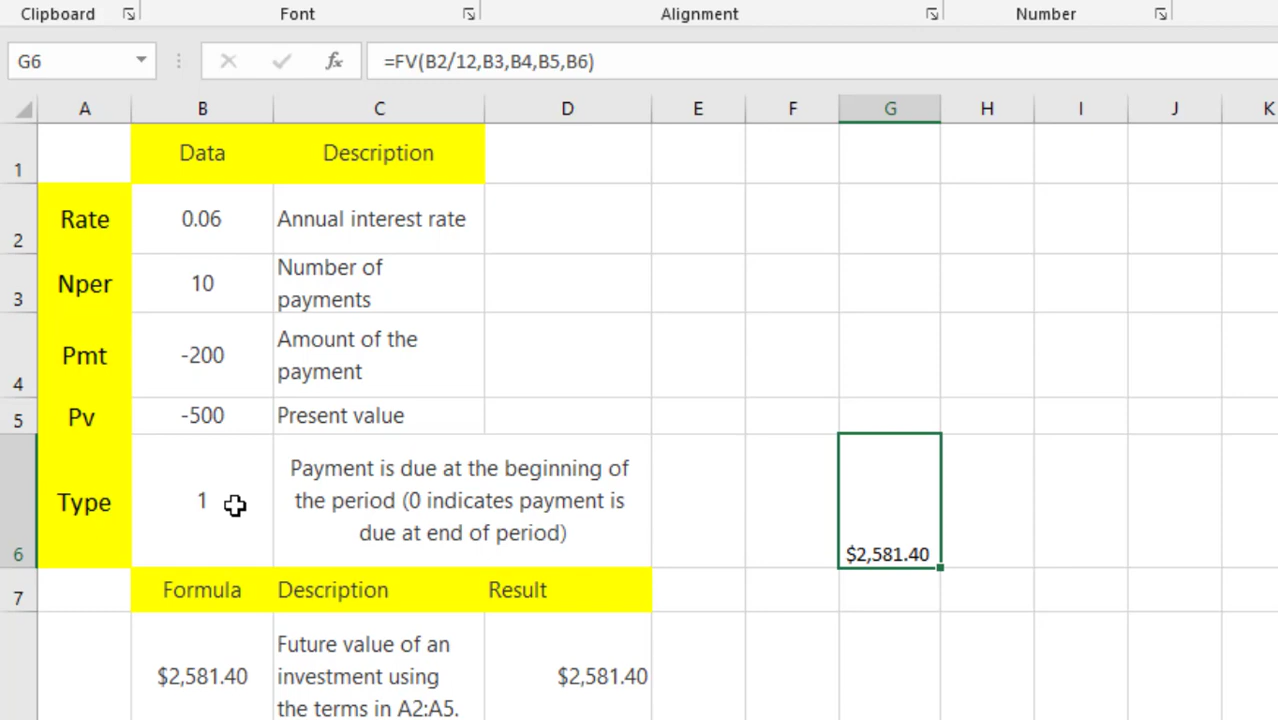 Clipboard Font Alignment Number
G6 fx =FV(B2/12,B3,B4,B5,B6)
A B C D E F G H I J K
1 Data Description
2 Rate 0.06 Annual interest rate
3 Nper 10 Number of
payments
4 Pmt -200 Amount of the
payment
5 Pv -500 Present value
6 Type 1 Payment is due at the beginning of
the period (0 indicates payment is
due at end of period)
$2,581.40
7 Formula Description Result
$2,581.40 Future value of an
investment using
the terms in A2:A5.
$2,581.40